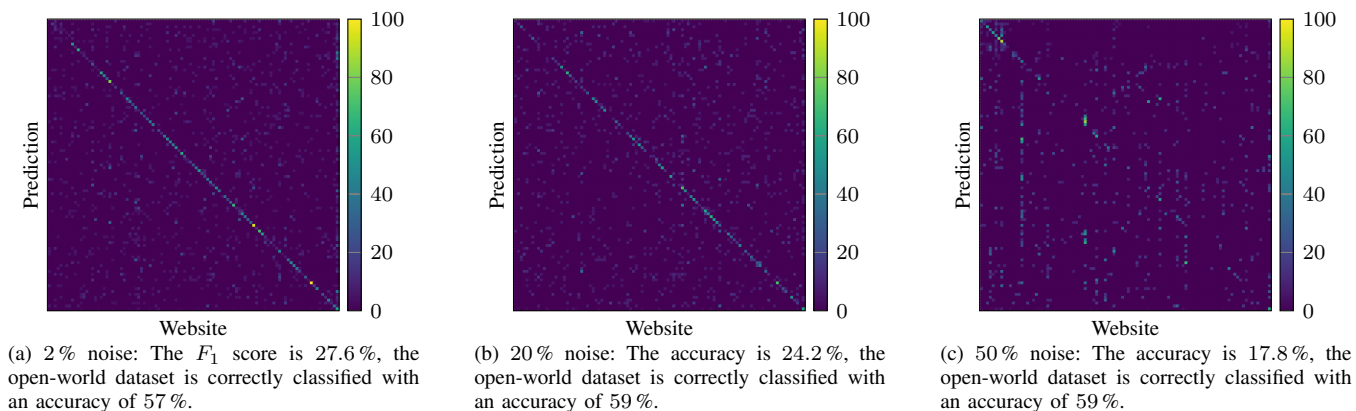 100
80
60
40
20
0
Prediction
Website
(a) 2 % noise: The F₁ score is 27.6 %, the
open-world dataset is correctly classified with
an accuracy of 57 %.
100
80
60
40
20
0
Prediction
Website
(b) 20 % noise: The accuracy is 24.2 %, the
open-world dataset is correctly classified with
an accuracy of 59 %.
100
80
60
40
20
0
Prediction
Website
(c) 50 % noise: The accuracy is 17.8 %, the
open-world dataset is correctly classified with
an accuracy of 59 %.